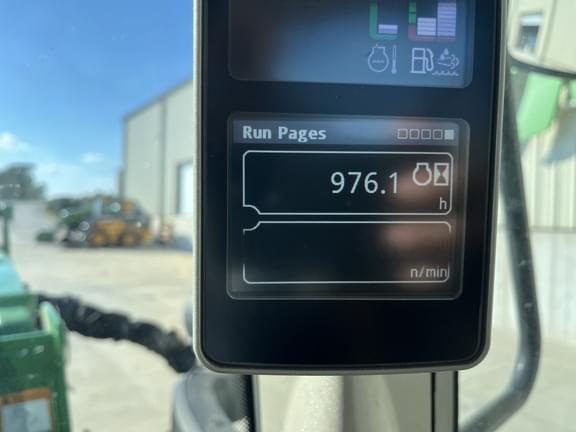 Run Pages
976.1
h
n/min